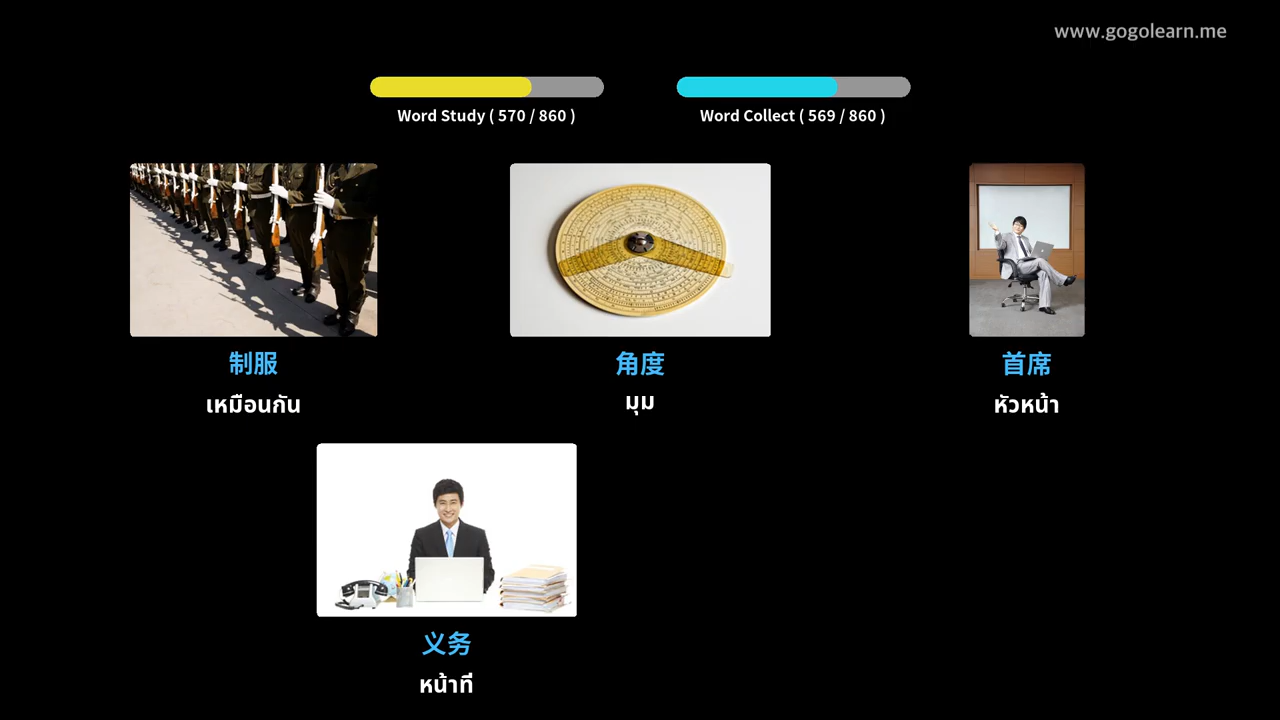 www.gogolearn.me
Word Study ( 570 / 860 )
Word Collect ( 569 / 860 )
制服
เหมือนกัน
角度
มุม
首席
หัวหน้า
义务
หน้าที่